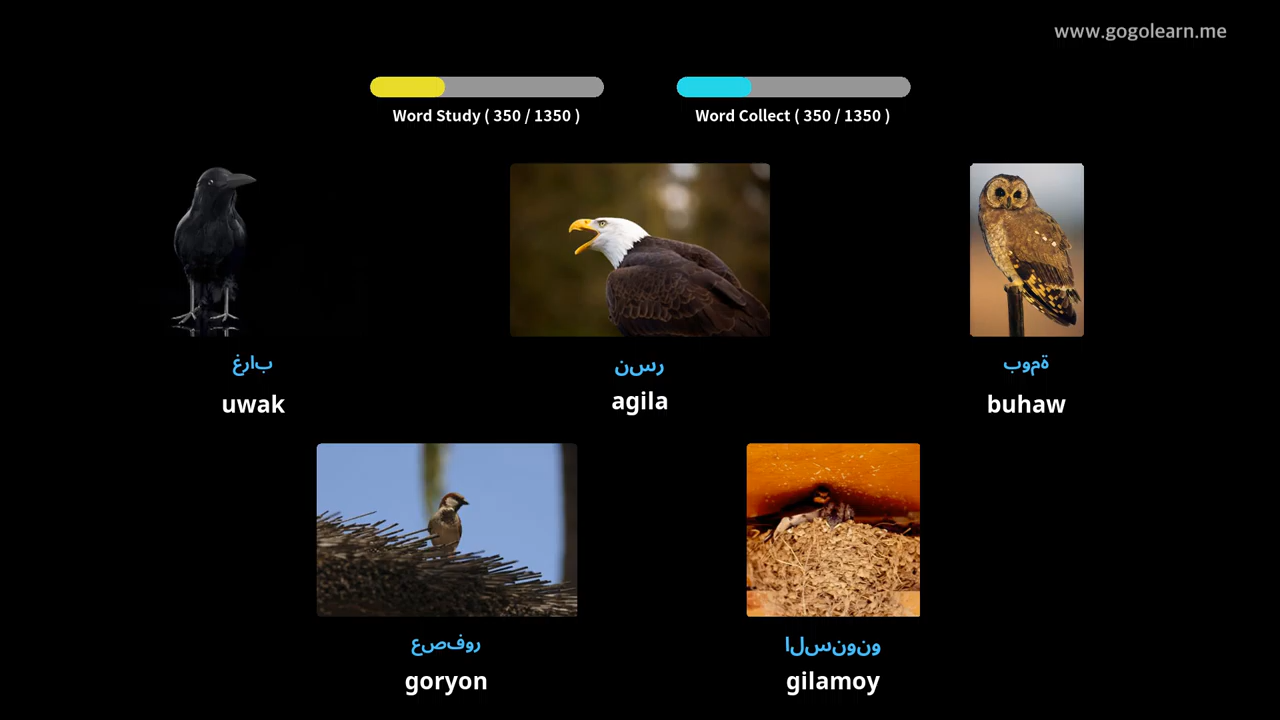 www.gogolearn.me
Word Study ( 350 / 1350 )
Word Collect ( 350 / 1350 )
غراب
uwak
نسر
agila
بومة
buhaw
عصفور
goryon
السنونو
gilamoy